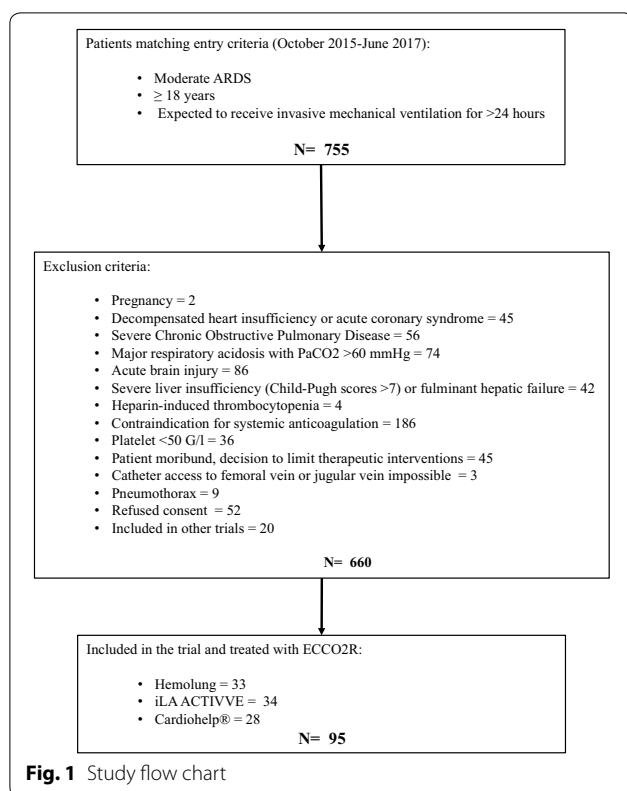 Patients matching entry criteria (October 2015-June 2017):
• Moderate ARDS
• ≥ 18 years
• Expected to receive invasive mechanical ventilation for >24 hours
N= 755
Exclusion criteria:
• Pregnancy = 2
• Decompensated heart insufficiency or acute coronary syndrome = 45
• Severe Chronic Obstructive Pulmonary Disease = 56
• Major respiratory acidosis with PaCO2 >60 mmHg = 74
• Acute brain injury = 86
• Severe liver insufficiency (Child-Pugh scores >7) or fulminant hepatic failure = 42
• Heparin-induced thrombocytopenia = 4
• Contraindication for systemic anticoagulation = 186
• Platelet <50 G/l = 36
• Patient moribund, decision to limit therapeutic interventions = 45
• Catheter access to femoral vein or jugular vein impossible = 3
• Pneumothorax = 9
• Refused consent = 52
• Included in other trials = 20
N= 660
Included in the trial and treated with ECCO2R:
• Hemolung = 33
• iLA ACTIVVE = 34
• Cardiohelp® = 28
N= 95
Fig. 1 Study flow chart